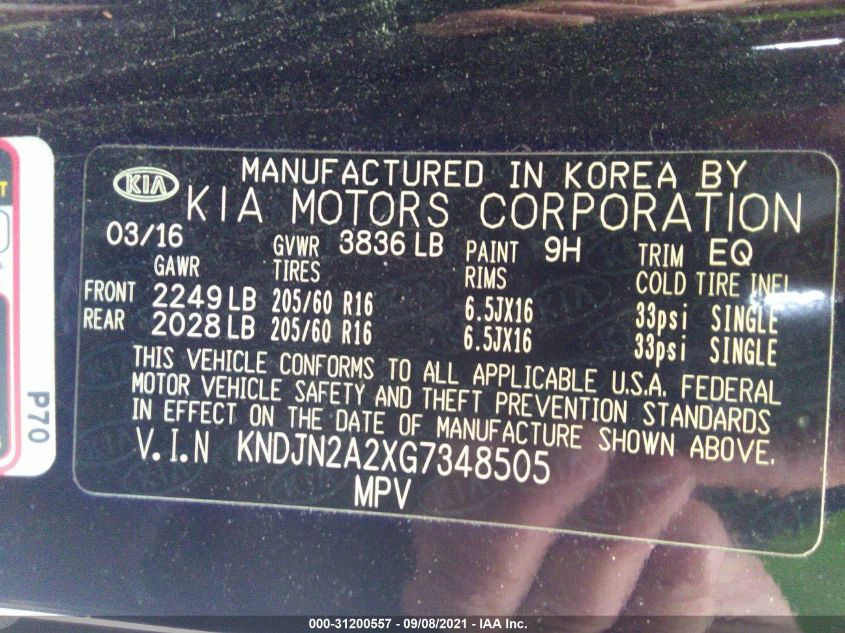 MANUFACTURED IN KOREA BY
KIA KIA MOTORS CORPORATION
03/16 GVWR 3836 LB PAINT 9H TRIM EQ
GAWR TIRES RIMS COLD TIRE INFL
FRONT 2249 LB 205/60 R16 6.5JX16 33psi SINGLE
REAR 2028 LB 205/60 R16 6.5JX16 33psi SINGLE
THIS VEHICLE CONFORMS TO ALL APPLICABLE U.S.A. FEDERAL
MOTOR VEHICLE SAFETY AND THEFT PREVENTION STANDARDS
IN EFFECT ON THE DATE OF MANUFACTURE SHOWN ABOVE.
V.I.N KNDJN2A2XG7348505
MPV
P70
000-31200557 - 09/08/2021 - IAA Inc.